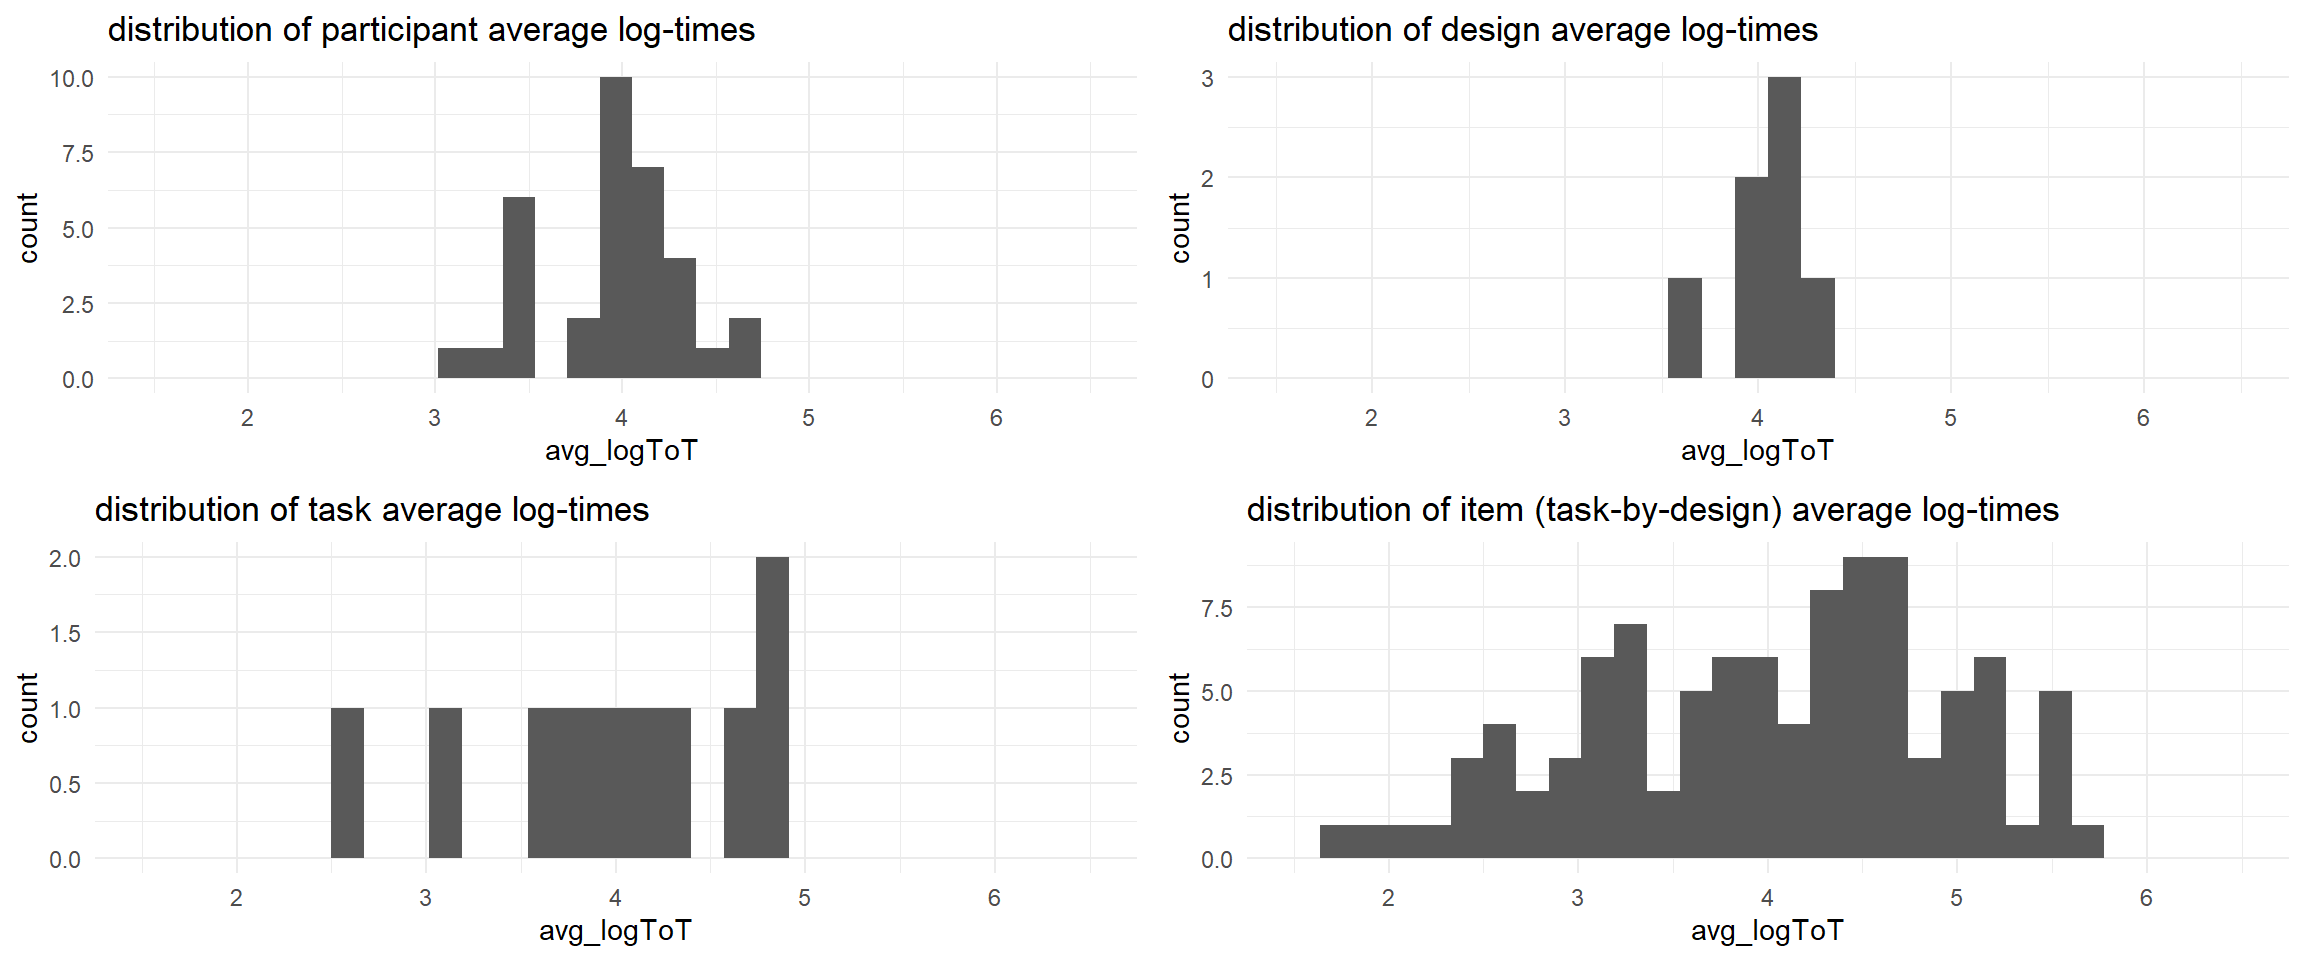 distribution of participant average log-times
10.0
7.5
5.0
2.5
0.0
count
2 3 4 5 6
avg_logToT
distribution of design average log-times
3
2
1
0
count
2 3 4 5 6
avg_logToT
distribution of task average log-times
2.0
1.5
1.0
0.5
0.0
count
2 3 4 5 6
avg_logToT
distribution of item (task-by-design) average log-times
7.5
5.0
2.5
0.0
count
2 3 4 5 6
avg_logToT